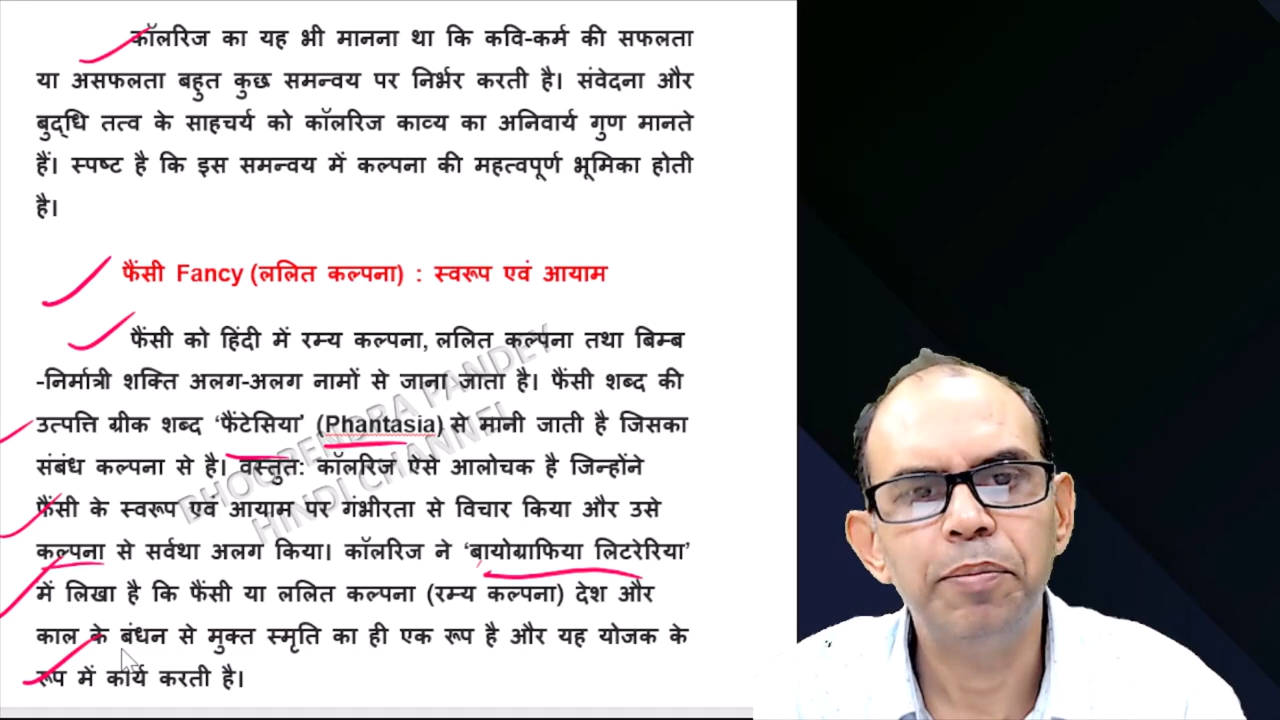 कॉलरिज का यह भी मानना था कि कवि-कर्म की सफलता
या असफलता बहुत कुछ समन्वय पर निर्भर करती है। संवेदना और
बुद्धि तत्व के साहचर्य को कॉलरिज काव्य का अनिवार्य गुण मानते
हैं। स्पष्ट है कि इस समन्वय में कल्पना की महत्वपूर्ण भूमिका होती
है।
फैंसी Fancy (ललित कल्पना) : स्वरूप एवं आयाम
फैंसी को हिंदी में रम्य कल्पना, ललित कल्पना तथा बिम्ब
-निर्मात्री शक्ति अलग-अलग नामों से जाना जाता है। फैंसी शब्द की
उत्पत्ति ग्रीक शब्द ‘फैंटेसिया’ (Phantasia) से मानी जाती है जिसका
संबंध कल्पना से है। वस्तुत: कॉलरिज ऐसे आलोचक है जिन्होंने
फैंसी के स्वरूप एवं आयाम पर गंभीरता से विचार किया और उसे
कल्पना से सर्वथा अलग किया। कॉलरिज ने ‘बायोग्राफिया लिटरेरिया’
में लिखा है कि फैंसी या ललित कल्पना (रम्य कल्पना) देश और
काल के बंधन से मुक्त स्मृति का ही एक रूप है और यह योजक के
रूप में कार्य करती है।
BHOOPENDRA PANDEY
HINDI CHANNEL